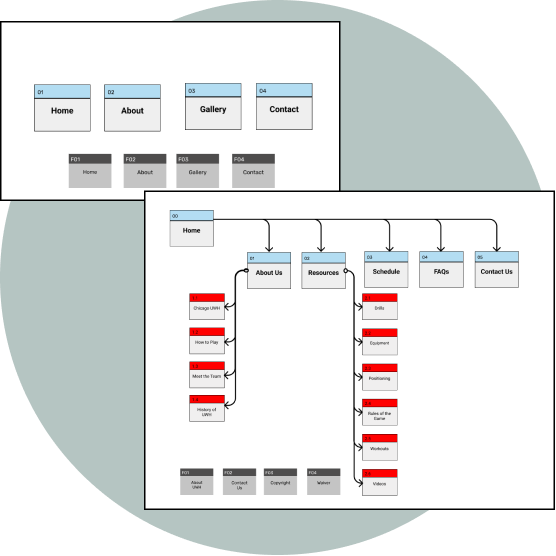 01
02
03
04
Home
About
Gallery
Contact
F01
F02
F03
F04
Home
About
Gallery
Contact
00
Home
01
02
03
04
05
About Us
Resources
Schedule
FAQs
Contact Us
Chicago UWH
How to Play
Meet the Team
History of
UWH
Drills
Equipment
Positioning
Rules of the
Game
Workouts
Videos
F01
F02
F03
F04
About
UWH
Contact
Us
Copyright
Waiver